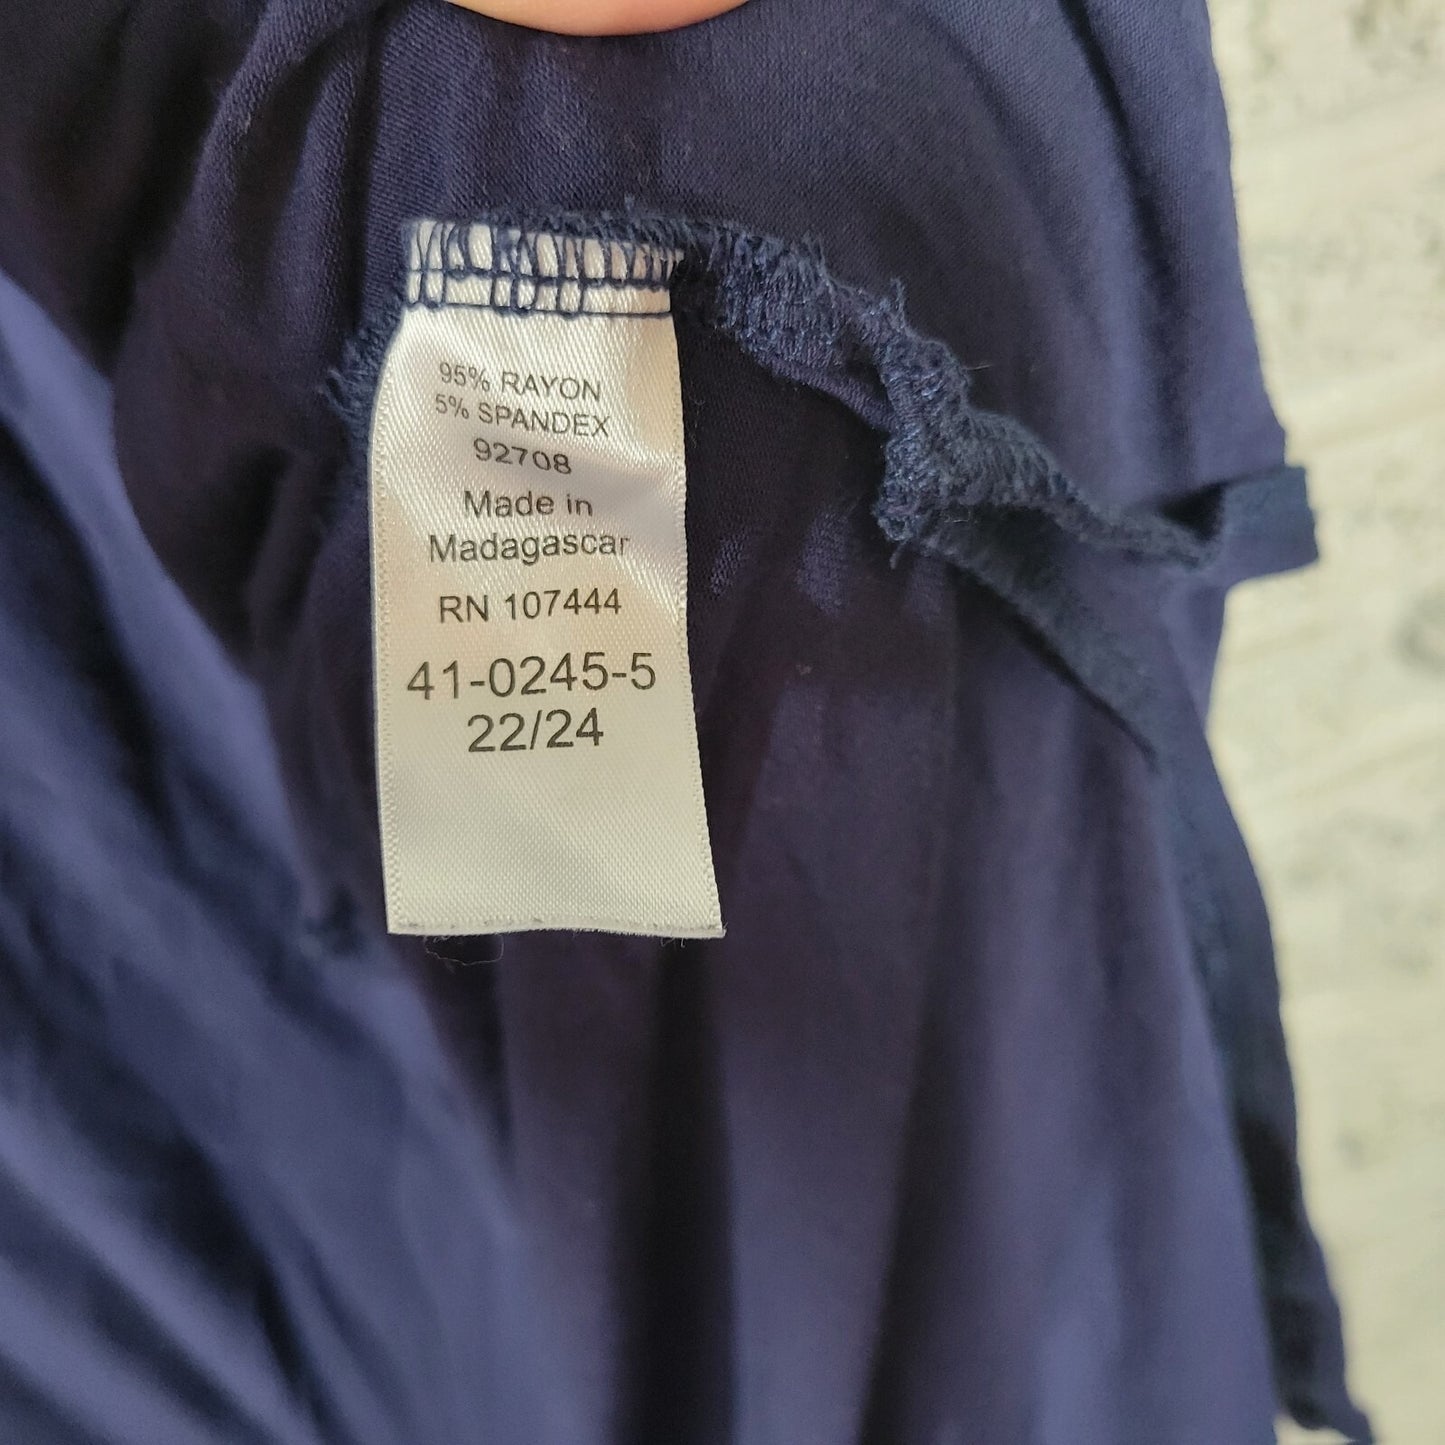 95% RAYON
5% SPANDEX
92708
Made in
Madagascar
RN 107444
41-0245-5
22/24